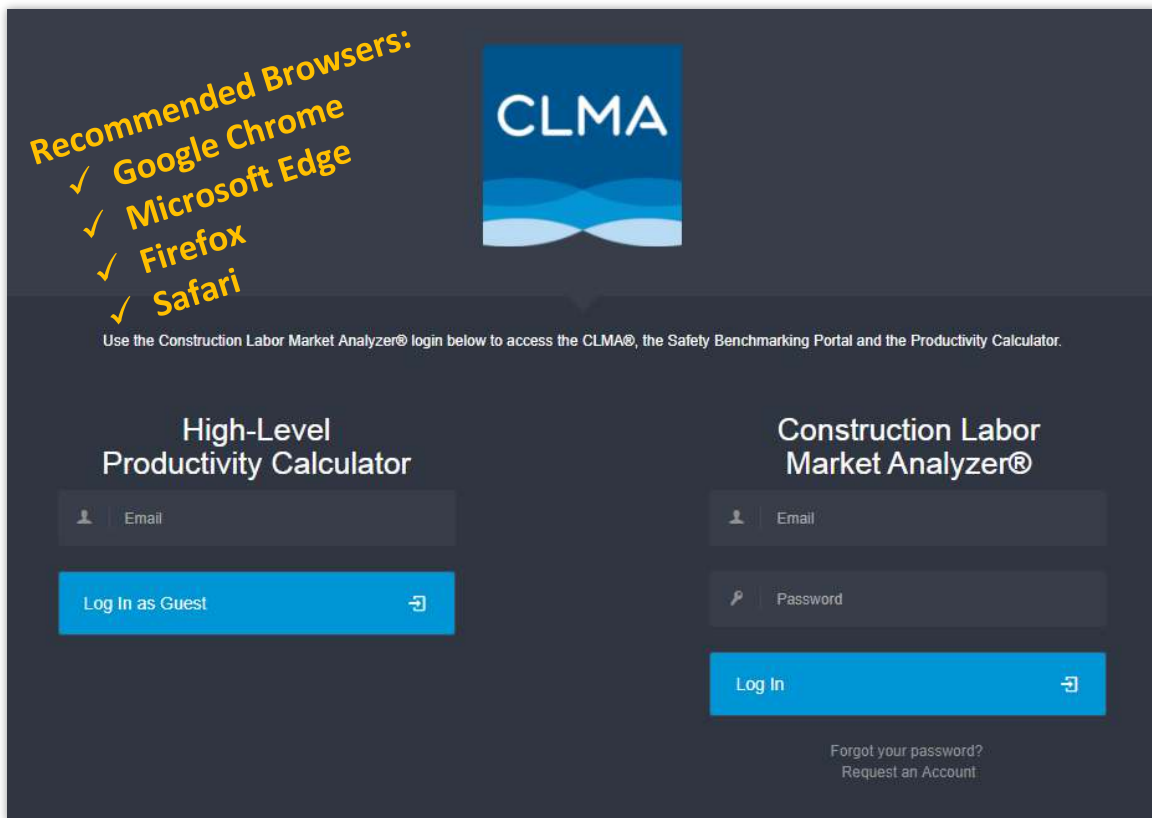 Recommended Browsers:
✓ Google Chrome
✓ Microsoft Edge
✓ Firefox
✓ Safari
CLMA
Use the Construction Labor Market Analyzer® login below to access the CLMA®, the Safety Benchmarking Portal and the Productivity Calculator.
High-Level
Productivity Calculator
Email
Log In as Guest
Construction Labor
Market Analyzer®
Email
Password
Log In
Forgot your password?
Request an Account